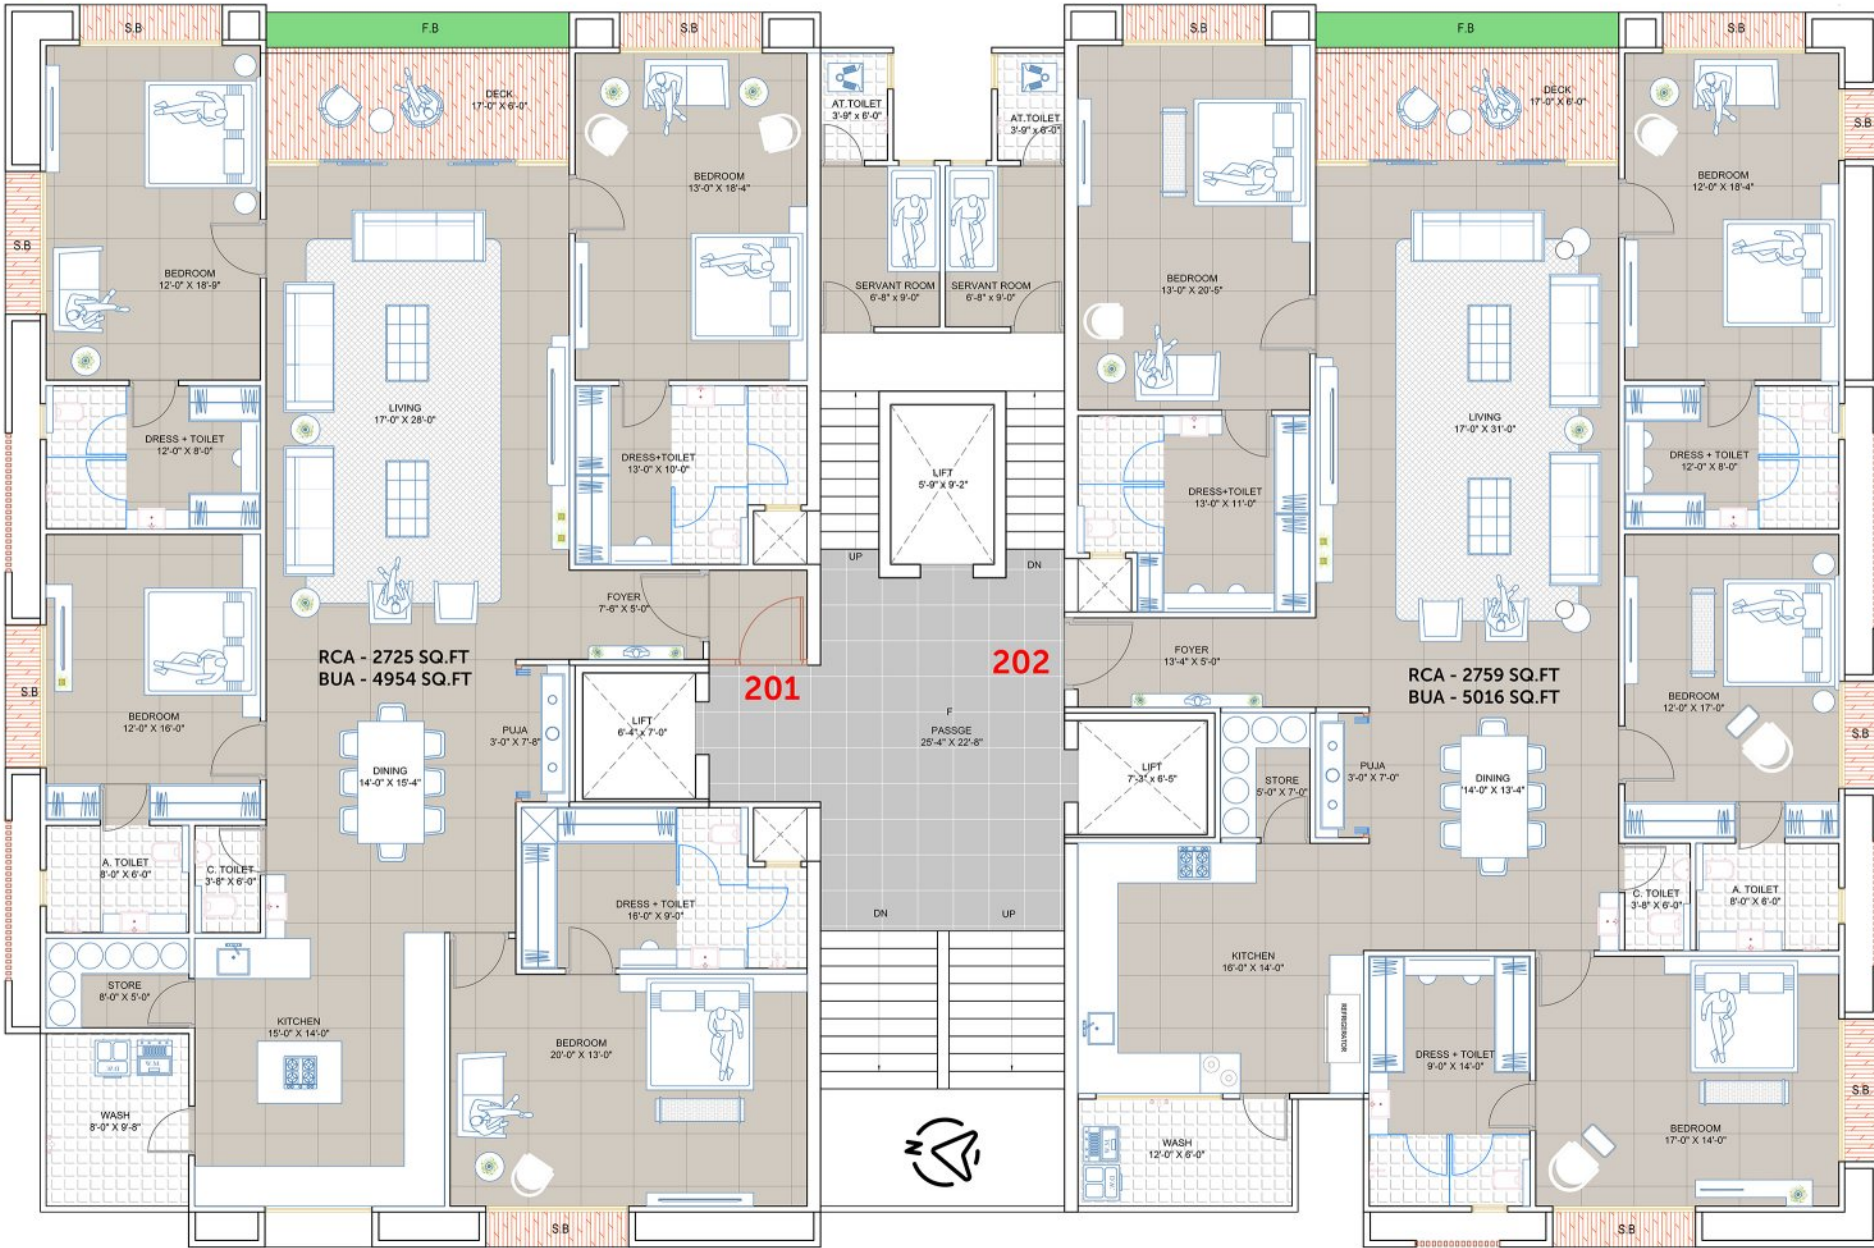 S.B
F.B
S.B
S.B
F.B
S.B
DECK
17'-0" X 6'-0"
AT.TOILET
3'-9" x 6'-0"
AT.TOILET
3'-9" x 6'-0"
DECK
17'-0" X 6'-0"
S.B
BEDROOM
13'-0" X 18'-4"
BEDROOM
12'-0" X 18'-4"
S.B
BEDROOM
12'-0" X 18'-9"
SERVANT ROOM
6'-8" x 9'-0"
SERVANT ROOM
6'-8" x 9'-0"
BEDROOM
13'-0" X 20'-5"
LIVING
17'-0" X 28'-0"
LIVING
17'-0" X 31'-0"
DRESS + TOILET
12'-0" X 8'-0"
DRESS+TOILET
13'-0" X 10'-0"
LIFT
5'-9" x 9'-2"
DRESS+TOILET
13'-0" X 11'-0"
DRESS + TOILET
12'-0" X 8'-0"
UP
DN
FOYER
7'-6" X 5'-0"
RCA - 2725 SQ.FT
BUA - 4954 SQ.FT
201
202
FOYER
13'-4" X 5'-0"
RCA - 2759 SQ.FT
BUA - 5016 SQ.FT
S.B
BEDROOM
12'-0" X 16'-0"
PUJA
3'-0" X 7'-8"
LIFT
6'-4" x 7'-0"
F
PASSGE
25'-4" X 22'-8"
BEDROOM
12'-0" X 17'-0"
S.B
DINING
14'-0" X 15'-4"
LIFT
7'-3" x 6'-5"
STORE
5'-0" X 7'-0"
PUJA
3'-0" X 7'-0"
DINING
14'-0" X 13'-4"
A. TOILET
8'-0" X 6'-0"
C. TOILET
3'-8" X 6'-0"
DRESS + TOILET
16'-0" X 9'-0"
DN
UP
C. TOILET
3'-8" X 6'-0"
A. TOILET
8'-0" X 6'-0"
STORE
8'-0" X 5'-0"
KITCHEN
15'-0" X 14'-0"
KITCHEN
16'-0" X 14'-0"
REFRIGERATOR
BEDROOM
20'-0" X 13'-0"
DRESS + TOILET
9'-0" X 14'-0"
S.B
WASH
8'-0" X 9'-8"
N
WASH
12'-0" X 6'-0"
BEDROOM
17'-0" X 14'-0"
S.B
S.B